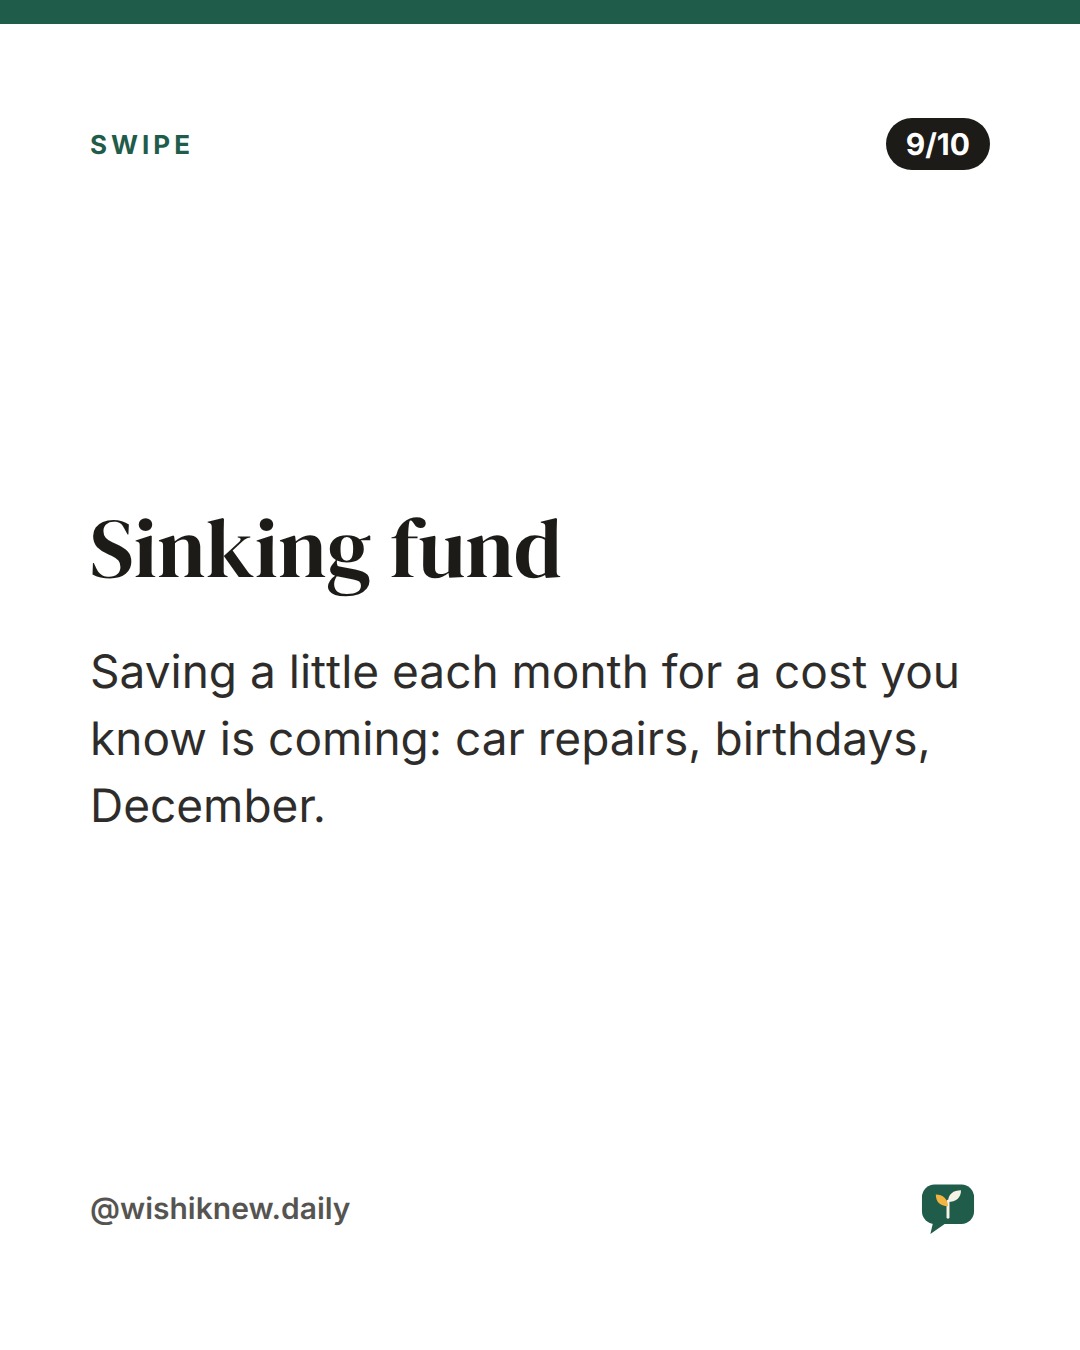 SWIPE
9/10
Sinking fund
Saving a little each month for a cost you
know is coming: car repairs, birthdays,
December.
@wishiknew.daily